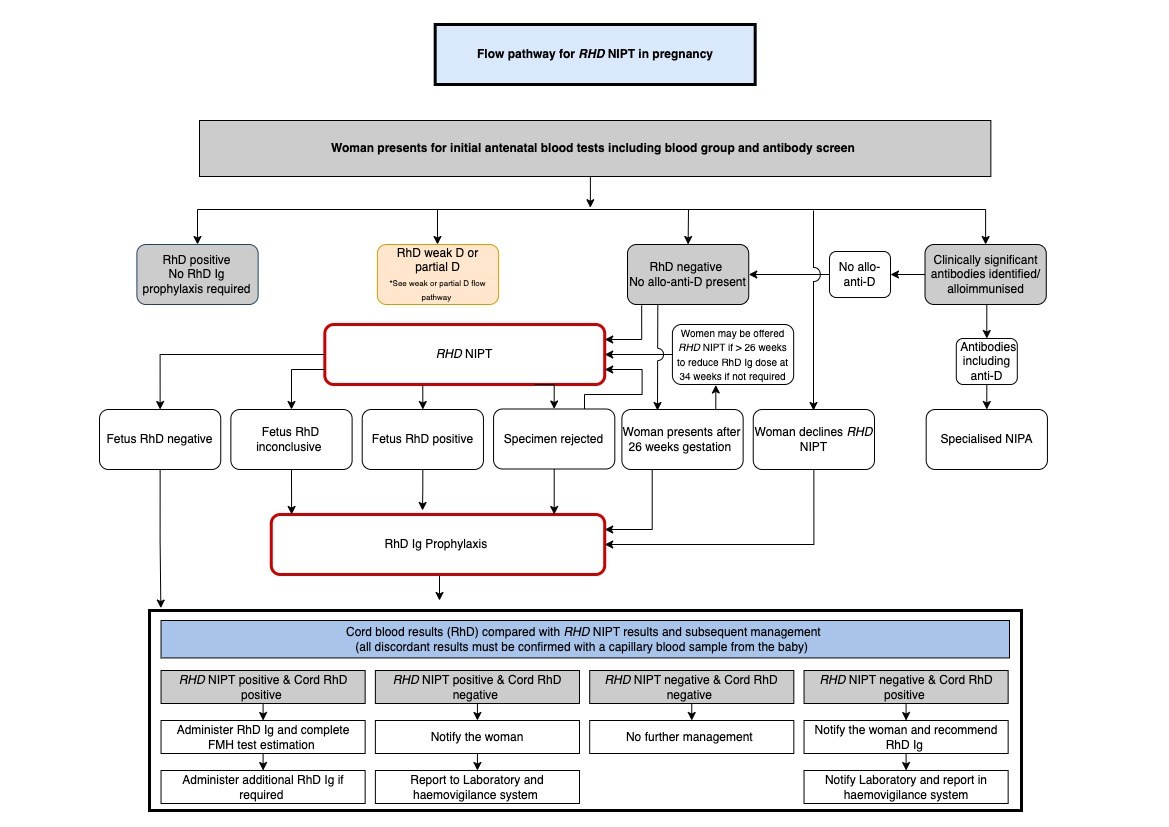 Flow pathway for RHD NIPT in pregnancy
Woman presents for initial antenatal blood tests including blood group and antibody screen
RhD positive
No RhD Ig
prophylaxis required
RhD weak D or
partial D
*See weak or partial D flow
pathway
RhD negative
No allo-anti-D present
No allo-
anti-D
Clinically significant
antibodies identified/
alloimmunised
RHD NIPT
Women may be offered
RHD NIPT if > 26 weeks
to reduce RhD Ig dose at
34 weeks if not required
Antibodies
including
anti-D
Fetus RhD negative
Fetus RhD
inconclusive
Fetus RhD positive
Specimen rejected
Woman presents after
26 weeks gestation
Woman declines RHD
NIPT
Specialised NIPA
RhD Ig Prophylaxis
Cord blood results (RhD) compared with RHD NIPT results and subsequent management
(all discordant results must be confirmed with a capillary blood sample from the baby)
RHD NIPT positive & Cord RhD
positive
RHD NIPT positive & Cord RhD
negative
RHD NIPT negative & Cord RhD
negative
RHD NIPT negative & Cord RhD
positive
Administer RhD Ig and complete
FMH test estimation
Notify the woman
No further management
Notify the woman and recommend
RhD Ig
Administer additional RhD Ig if
required
Report to Laboratory and
haemovigilance system
Notify Laboratory and report in
haemovigilance system